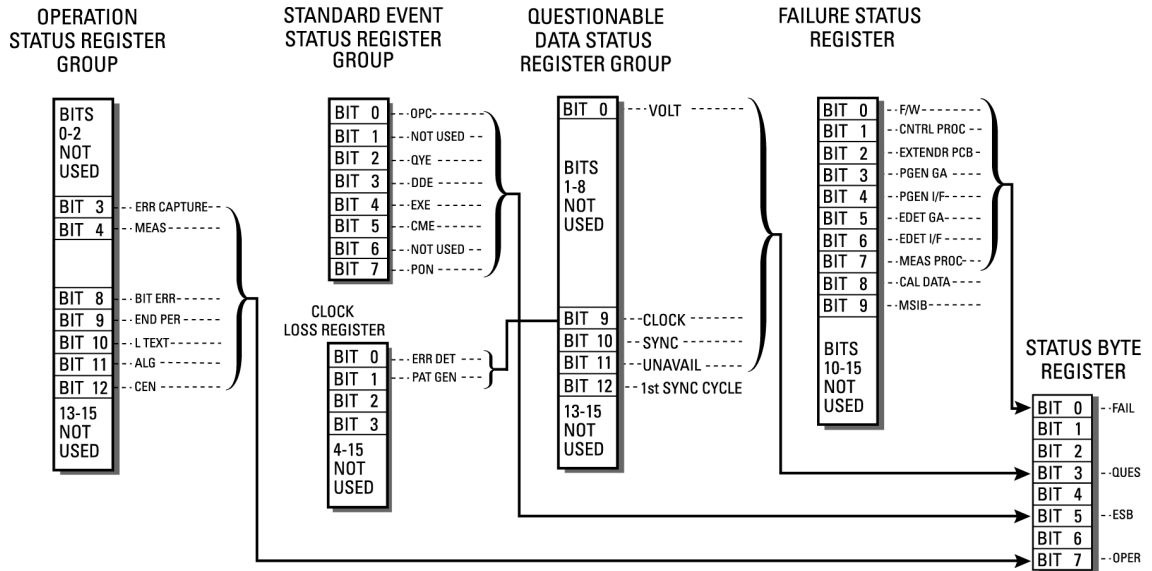 OPERATION
STATUS REGISTER
GROUP
BITS
0-2
NOT
USED
BIT 3 ERR CAPTURE
BIT 4 MEAS
BIT 8 BIT ERR
BIT 9 END PER
BIT 10 L TEXT
BIT 11 ALG
BIT 12 CEN
13-15
NOT
USED
STANDARD EVENT
STATUS REGISTER
GROUP
BIT 0 OPC
BIT 1 NOT USED
BIT 2 QYE
BIT 3 DDE
BIT 4 EXE
BIT 5 CME
BIT 6 NOT USED
BIT 7 PON
CLOCK
LOSS REGISTER
BIT 0 ERR DET
BIT 1 PAT GEN
BIT 2
BIT 3
4-15
NOT
USED
QUESTIONABLE
DATA STATUS
REGISTER GROUP
BIT 0 VOLT
BITS
1-8
NOT
USED
BIT 9 CLOCK
BIT 10 SYNC
BIT 11 UNAVAIL
BIT 12 1st SYNC CYCLE
13-15
NOT
USED
FAILURE STATUS
REGISTER
BIT 0 F/W
BIT 1 CNTRL PROC
BIT 2 EXTENDR PCB
BIT 3 PGEN GA
BIT 4 PGEN I/F
BIT 5 EDET GA
BIT 6 EDET I/F
BIT 7 MEAS PROC
BIT 8 CAL DATA
BIT 9 MSIB
BITS
10-15
NOT
USED
STATUS BYTE
REGISTER
BIT 0 FAIL
BIT 1
BIT 2
BIT 3 QUES
BIT 4
BIT 5 ESB
BIT 6
BIT 7 OPER